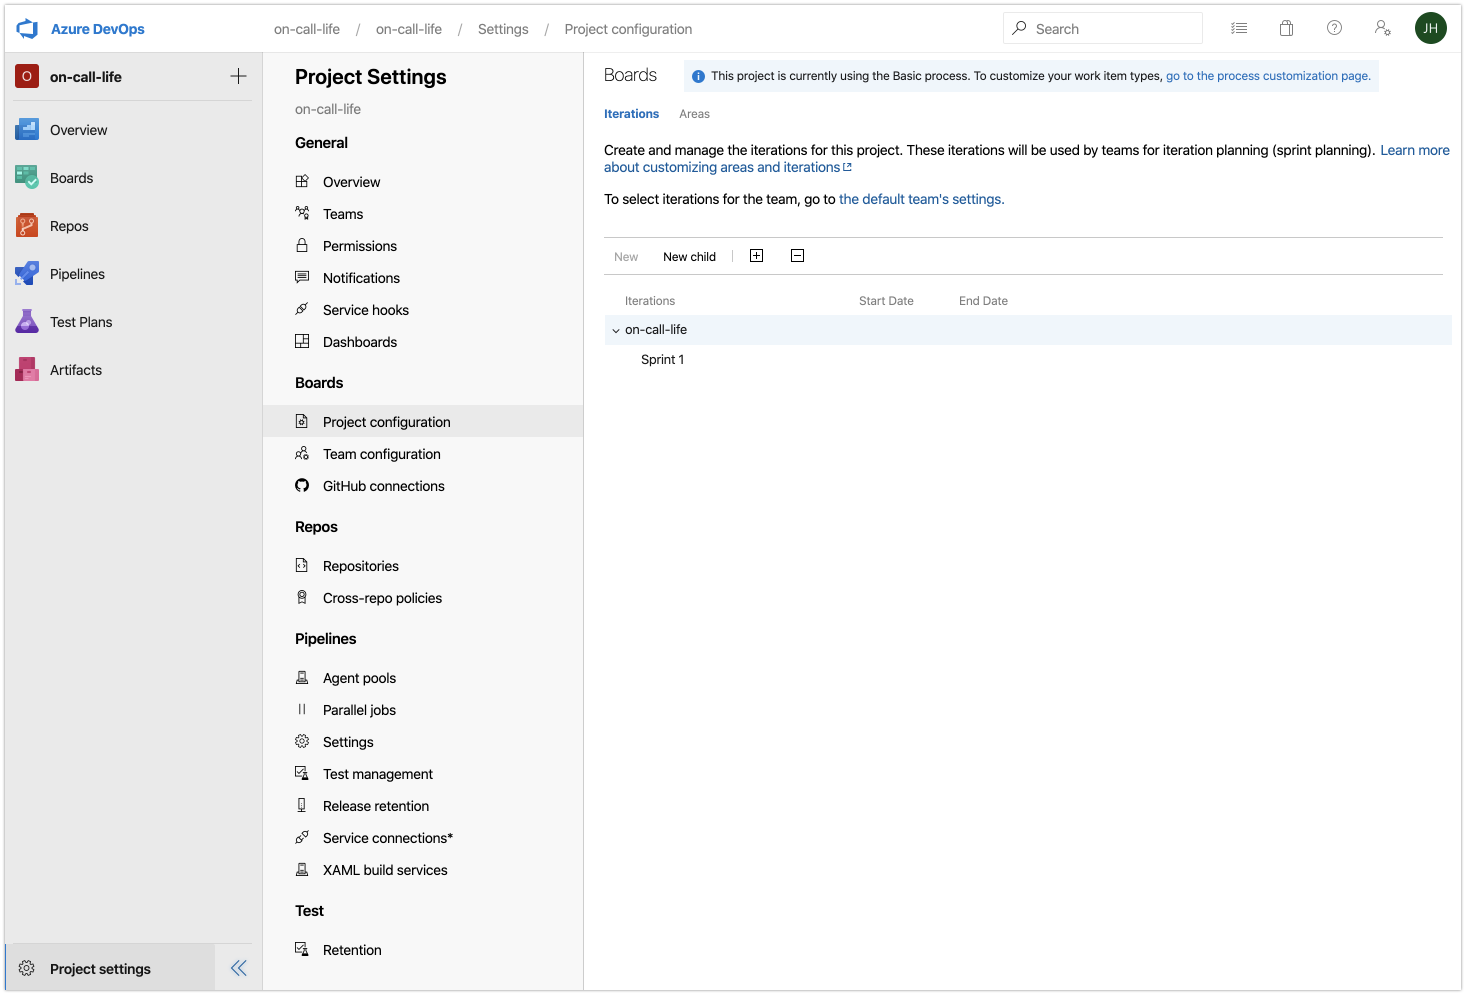 Azure DevOps
on-call-life / on-call-life / Settings / Project configuration
Search
JH
O on-call-life
Overview
Boards
Repos
Pipelines
Test Plans
Artifacts
Project settings
Project Settings
on-call-life
General
Overview
Teams
Permissions
Notifications
Service hooks
Dashboards
Boards
Project configuration
Team configuration
GitHub connections
Repos
Repositories
Cross-repo policies
Pipelines
Agent pools
Parallel jobs
Settings
Test management
Release retention
Service connections*
XAML build services
Test
Retention
Boards
This project is currently using the Basic process. To customize your work item types, go to the process customization page.
Iterations Areas
Create and manage the iterations for this project. These iterations will be used by teams for iteration planning (sprint planning). Learn more
about customizing areas and iterations
To select iterations for the team, go to the default team's settings.
New New child
Iterations Start Date End Date
on-call-life
Sprint 1